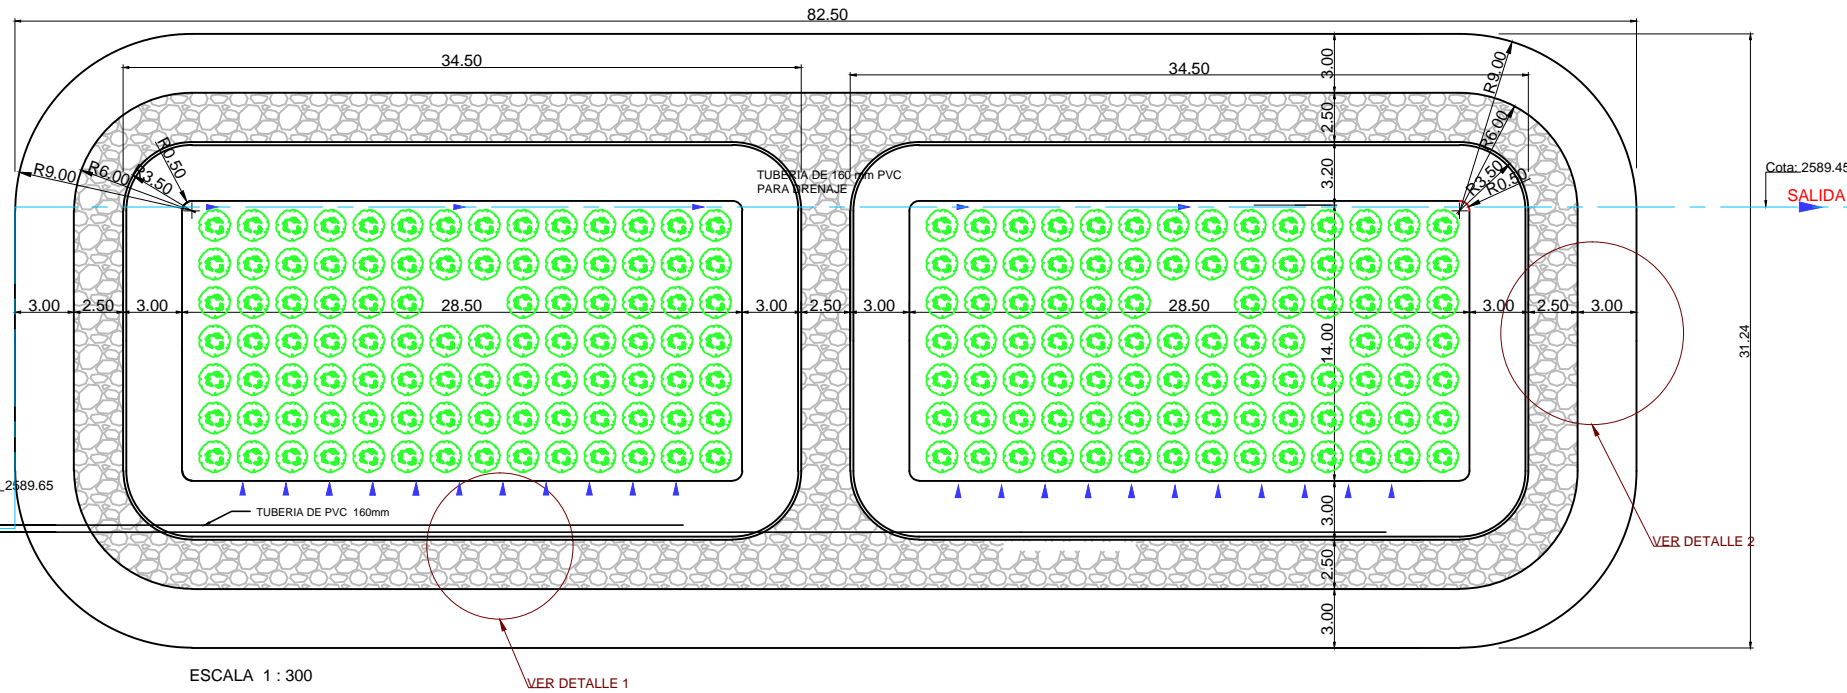 82.50
34.50
34.50
3.00
R9.00
2.50
R6.00
R0.50
R9.00
R6.00
R3.50
TUBERIA DE 160 mm PVC
PARA DRENAJE
3.20
R3.50
R0.50
Cota: 2589.45
SALIDA
3.00
2.50
3.00
28.50
3.00
2.50
3.00
28.50
3.00
2.50
3.00
14.00
31.24
2589.65
TUBERIA DE PVC 160mm
3.00
VER DETALLE 2
2.50
3.00
ESCALA 1 : 300
VER DETALLE 1